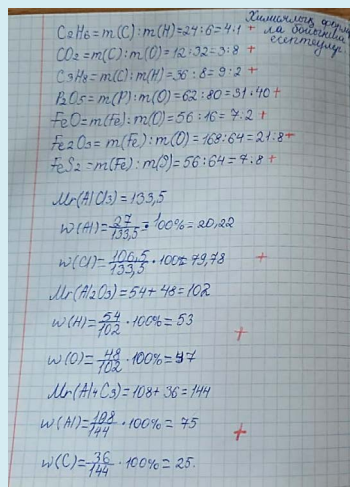 C2H6=m(C):m(H)=24:6=4:1 +
Химиялық форму
ла бойынша
есептеулер.
CO2=m(C):m(O)=12:32=3:8 +
C3H8=m(C):m(H)=36:8=9:2 +
P2O5=m(P):m(O)=62:80=31:40 +
FeO=m(Fe):m(O)=56:16=7:2 +
Fe2O3=m(Fe):m(O)=168:64=21:8 +
FeS2=m(Fe):m(S)=56:64=7:8 +
Mr(AlCl3)=133,5
w(Al)=27/133,5·100%=20,22
w(Cl)=106,5/133,5·100%=79,78 +
Mr(Al2O3)=54+48=102
w(Al)=54/102·100%=53
+
w(O)=48/102·100%=47
Mr(Al4C3)=108+36=144
w(Al)=108/144·100%=75
+
w(C)=36/144·100%=25.